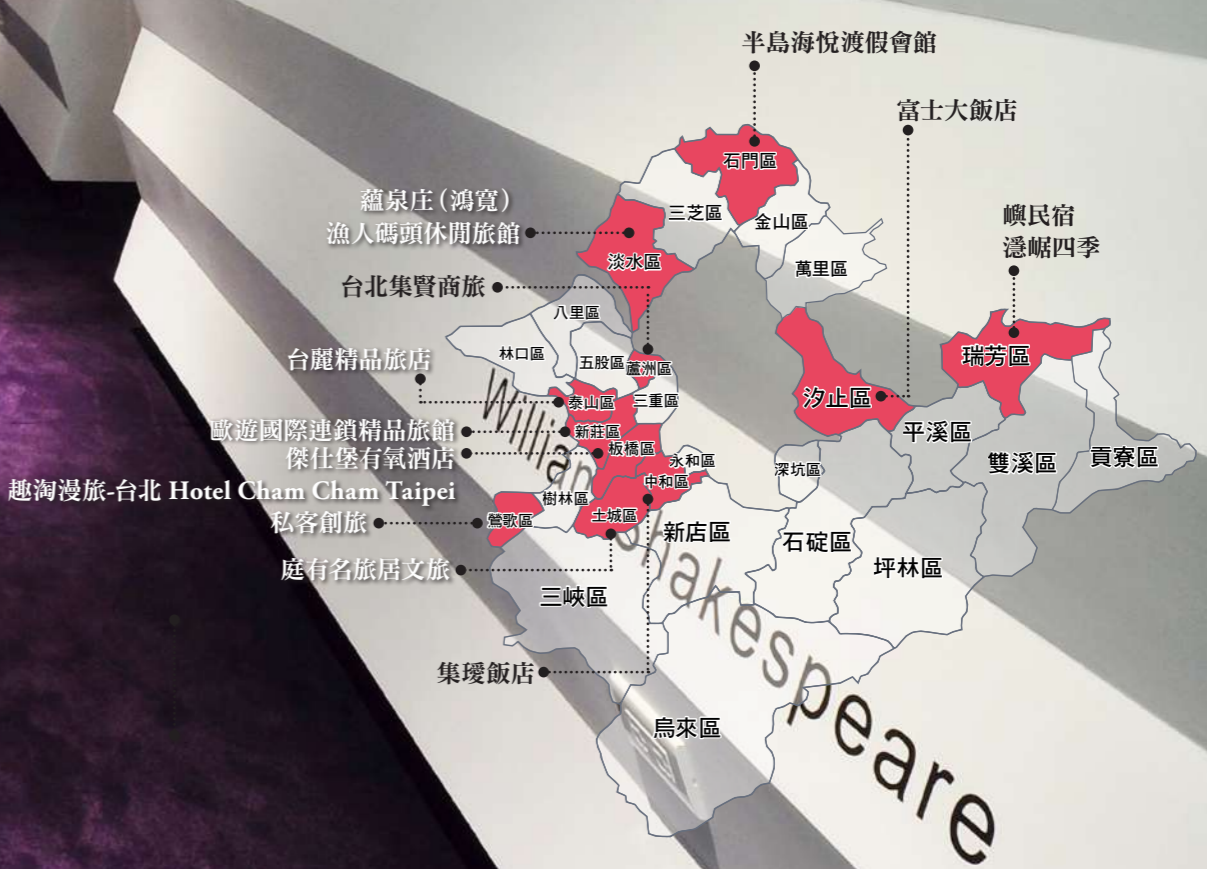 半島海悅渡假會館
富士大飯店
蘊泉庄(鴻寬)
漁人碼頭休閒旅館
嶼民宿
濦崌四季
台北集賢商旅
台麗精品旅店
歐遊國際連鎖精品旅館
傑仕堡有氧酒店
趣淘漫旅-台北 Hotel Cham Cham Taipei
私客創旅
庭有名旅居文旅
集璦飯店
石門區
三芝區
金山區
淡水區
萬里區
八里區
林口區
五股區
蘆洲區
瑞芳區
泰山區
三重區
汐止區
新莊區
板橋區
平溪區
永和區
深坑區
雙溪區
貢寮區
中和區
樹林區
鶯歌區
土城區
新店區
石碇區
坪林區
三峽區
烏來區
William Shakespeare